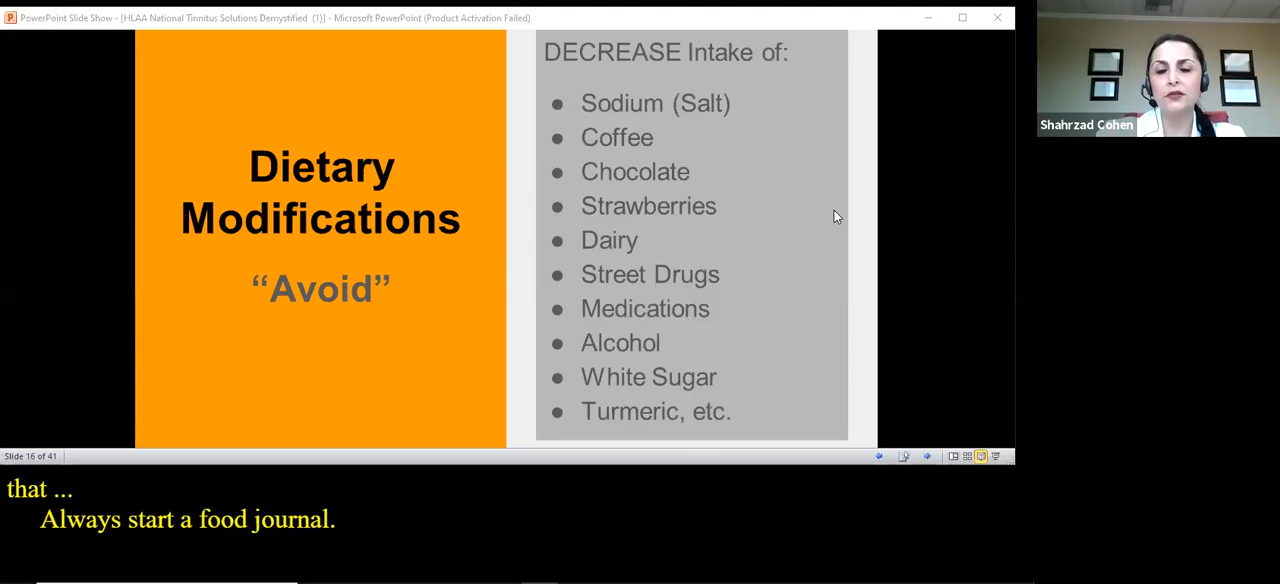 PowerPoint Slide Show - [HLAA National Tinnitus Solutions Demystified (1)] - Microsoft PowerPoint (Product Activation Failed)
Dietary
Modifications
“Avoid”
DECREASE Intake of:
● Sodium (Salt)
● Coffee
● Chocolate
● Strawberries
● Dairy
● Street Drugs
● Medications
● Alcohol
● White Sugar
● Turmeric, etc.
Shahrzad Cohen
Slide 16 of 41
that ...
Always start a food journal.